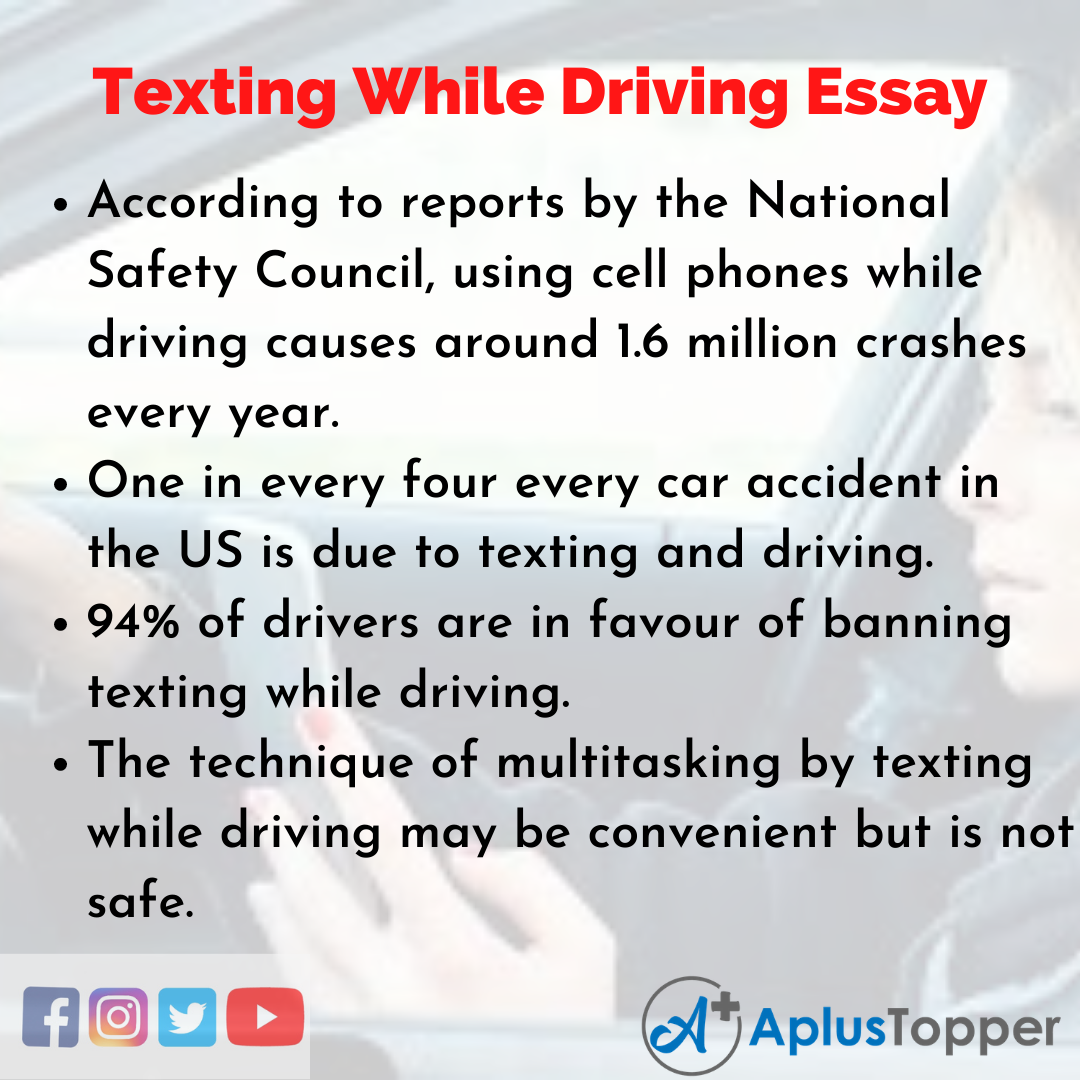 Texting While Driving Essay
• According to reports by the National
Safety Council, using cell phones while
driving causes around 1.6 million crashes
every year.
• One in every four every car accident in
the US is due to texting and driving.
• 94% of drivers are in favour of banning
texting while driving.
• The technique of multitasking by texting
while driving may be convenient but is not
safe.
A+ AplusTopper